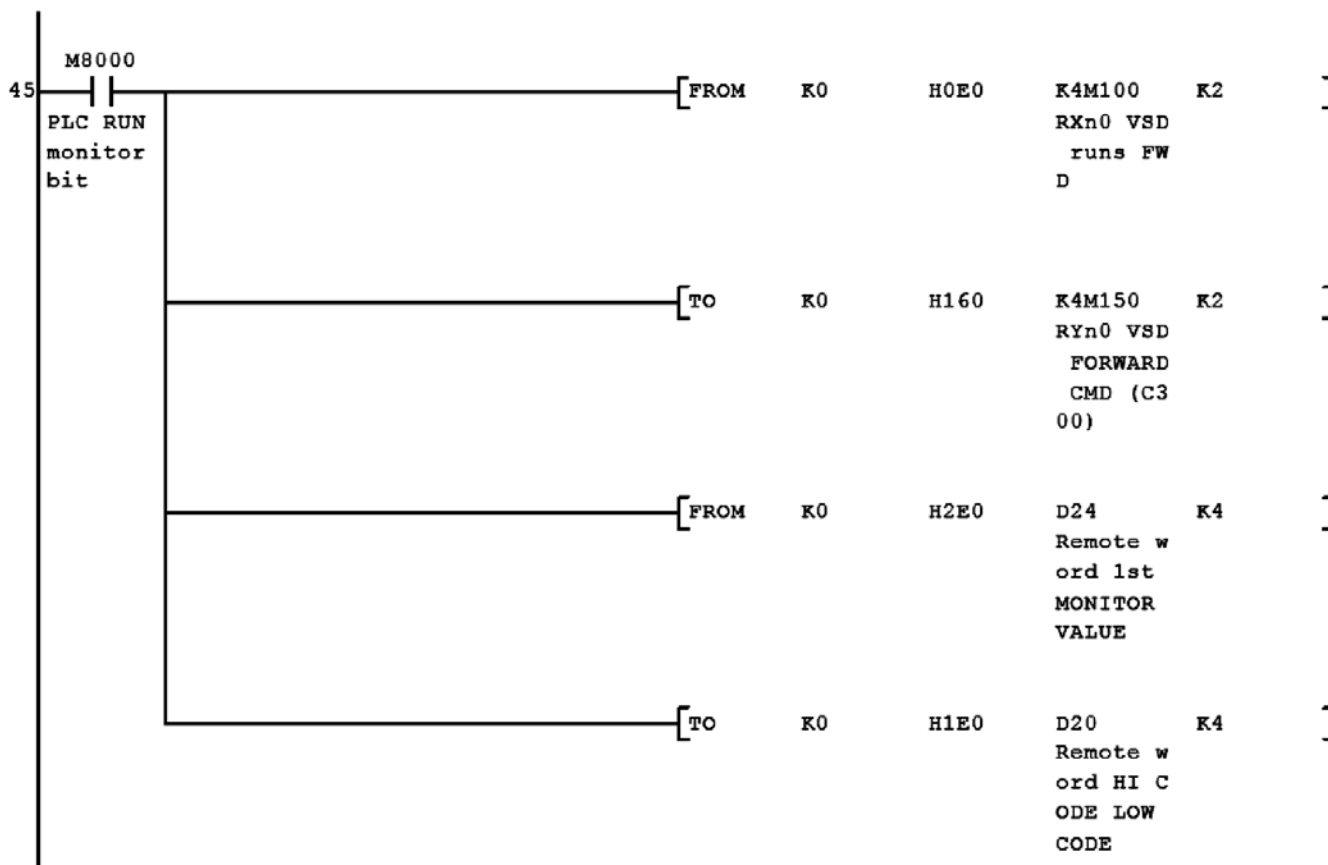 M8000
45 [FROM K0 H0E0 K4M100 K2 ]
PLC RUN
monitor
bit
RXn0 VSD
runs FW
D
[TO K0 H160 K4M150 K2 ]
RYn0 VSD
FORWARD
CMD (C3
00)
[FROM K0 H2E0 D24 K4 ]
Remote w
ord 1st
MONITOR
VALUE
[TO K0 H1E0 D20 K4 ]
Remote w
ord HI C
ODE LOW
CODE